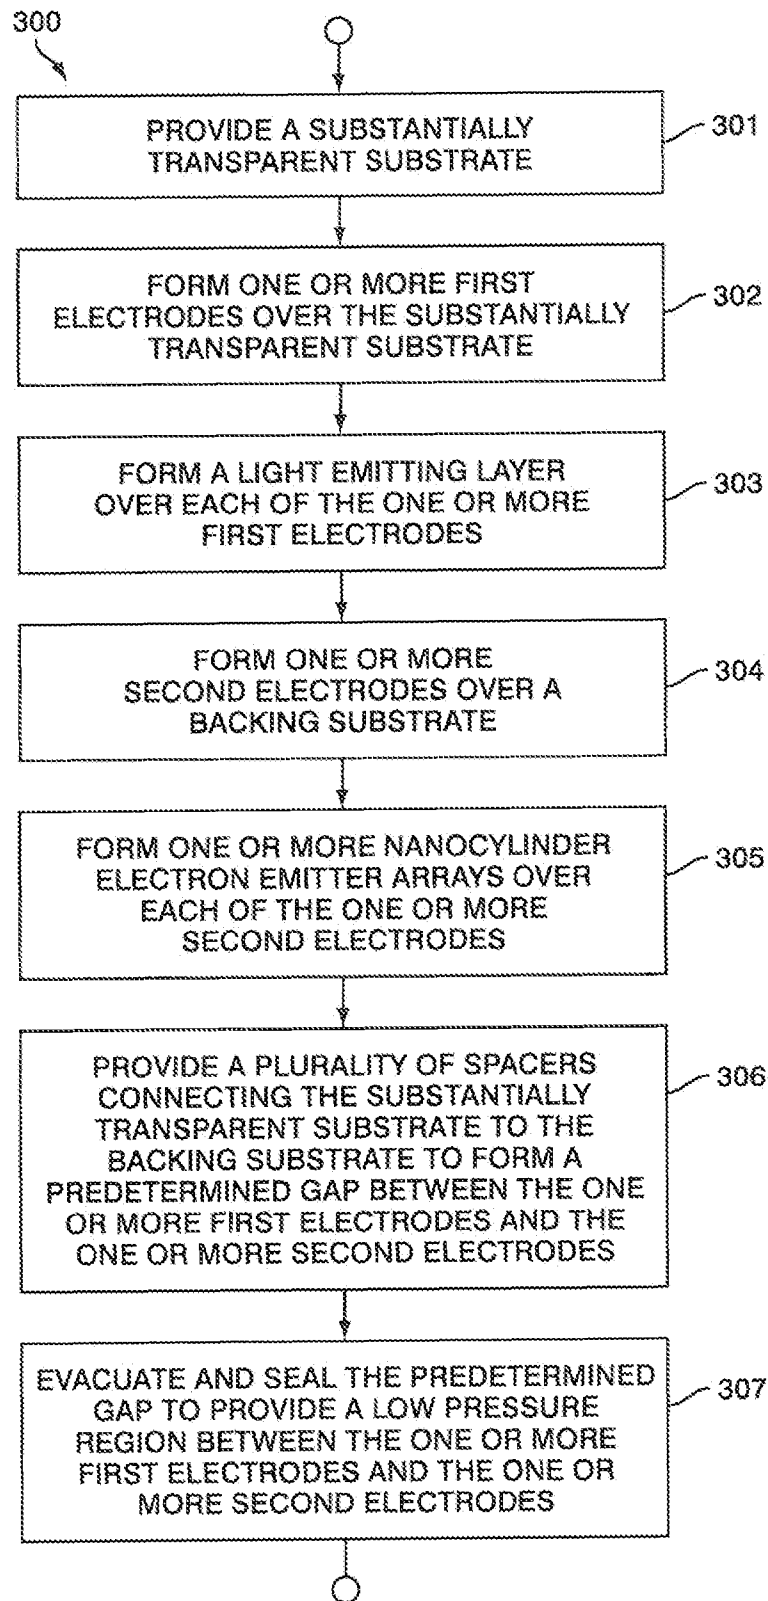 300
PROVIDE A SUBSTANTIALLY
TRANSPARENT SUBSTRATE
301
FORM ONE OR MORE FIRST
ELECTRODES OVER THE SUBSTANTIALLY
TRANSPARENT SUBSTRATE
302
FORM A LIGHT EMITTING LAYER
OVER EACH OF THE ONE OR MORE
FIRST ELECTRODES
303
FORM ONE OR MORE
SECOND ELECTRODES OVER A
BACKING SUBSTRATE
304
FORM ONE OR MORE NANOCYLINDER
ELECTRON EMITTER ARRAYS OVER
EACH OF THE ONE OR MORE
SECOND ELECTRODES
305
PROVIDE A PLURALITY OF SPACERS
CONNECTING THE SUBSTANTIALLY
TRANSPARENT SUBSTRATE TO THE
BACKING SUBSTRATE TO FORM A
PREDETERMINED GAP BETWEEN THE ONE
OR MORE FIRST ELECTRODES AND THE
ONE OR MORE SECOND ELECTRODES
306
EVACUATE AND SEAL THE PREDETERMINED
GAP TO PROVIDE A LOW PRESSURE
REGION BETWEEN THE ONE OR MORE
FIRST ELECTRODES AND THE ONE OR
MORE SECOND ELECTRODES
307